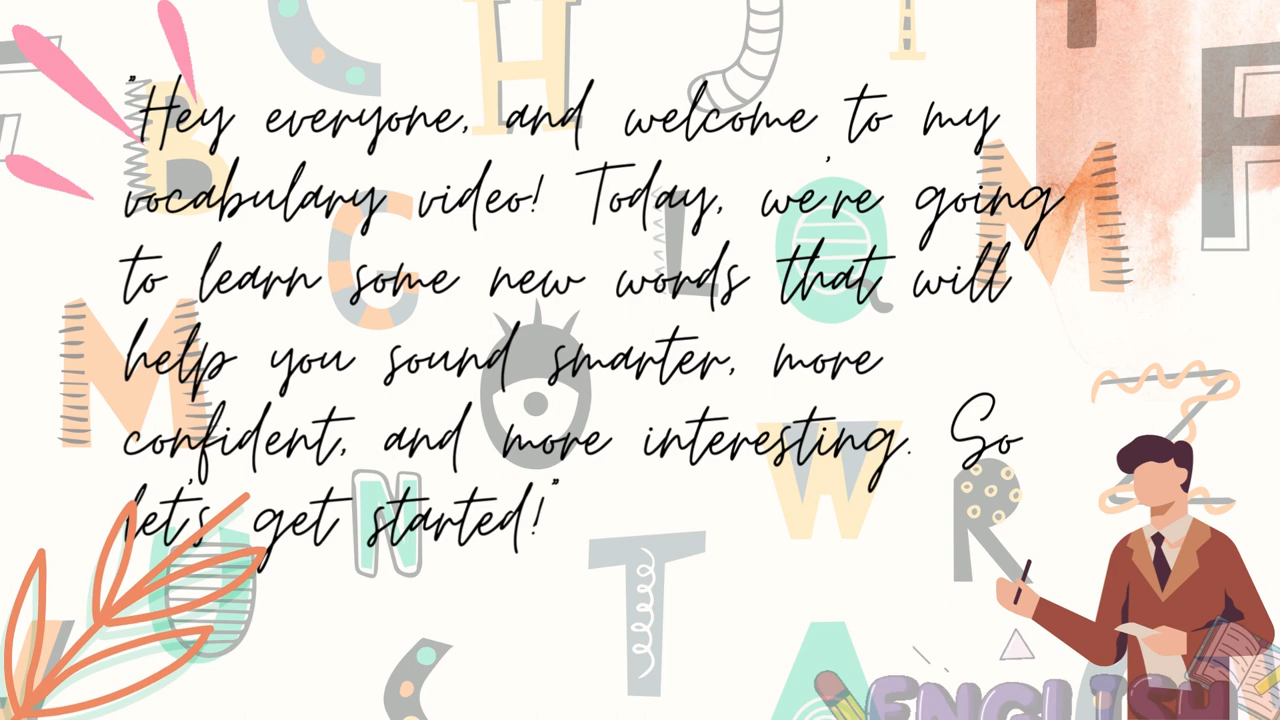 "Hey everyone, and welcome to my
vocabulary video! Today, we're going
to learn some new words that will
help you sound smarter, more
confident, and more interesting. So
let's get started!"
ENGLISH